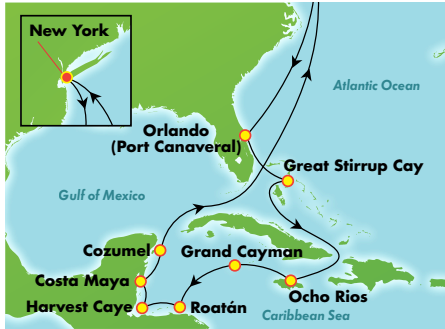 New York
Atlantic Ocean
Orlando
(Port Canaveral)
Great Stirrup Cay
Gulf of Mexico
Cozumel
Grand Cayman
Costa Maya
Ocho Rios
Harvest Caye
Roatán
Caribbean Sea